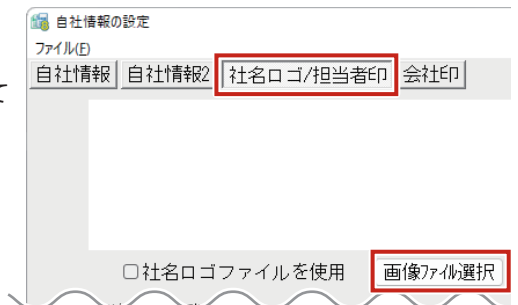 自社情報の設定
ファイル(F)
自社情報 自社情報2 社名ロゴ/担当者印 会社印
て
□社名ロゴファイルを使用 画像ファイル選択